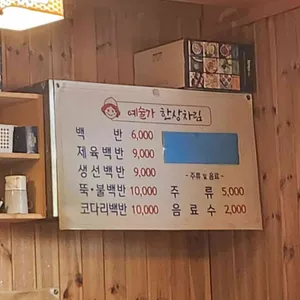 예술가 한상차림
백 반 6,000
제육백반 9,000
생선백반 9,000
뚝·불백반 10,000
코다리백반 10,000
- 주류 및 음료 -
주 류 5,000
음료수 2,000